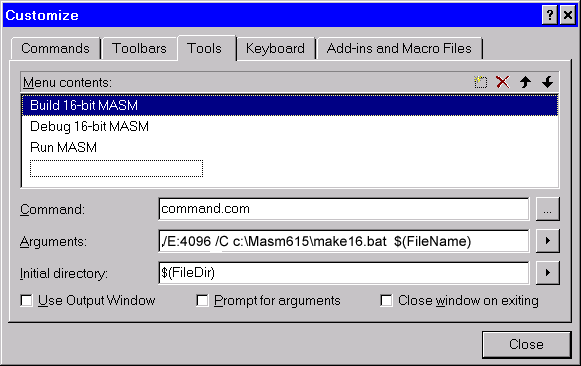 Customize
Commands Toolbars Tools Keyboard Add-ins and Macro Files
Menu contents:
Build 16-bit MASM
Debug 16-bit MASM
Run MASM
Command: command.com ...
Arguments: /E:4096 /C c:\Masm615\make16.bat $(FileName)
Initial directory: $(FileDir)
Use Output Window Prompt for arguments Close window on exiting
Close